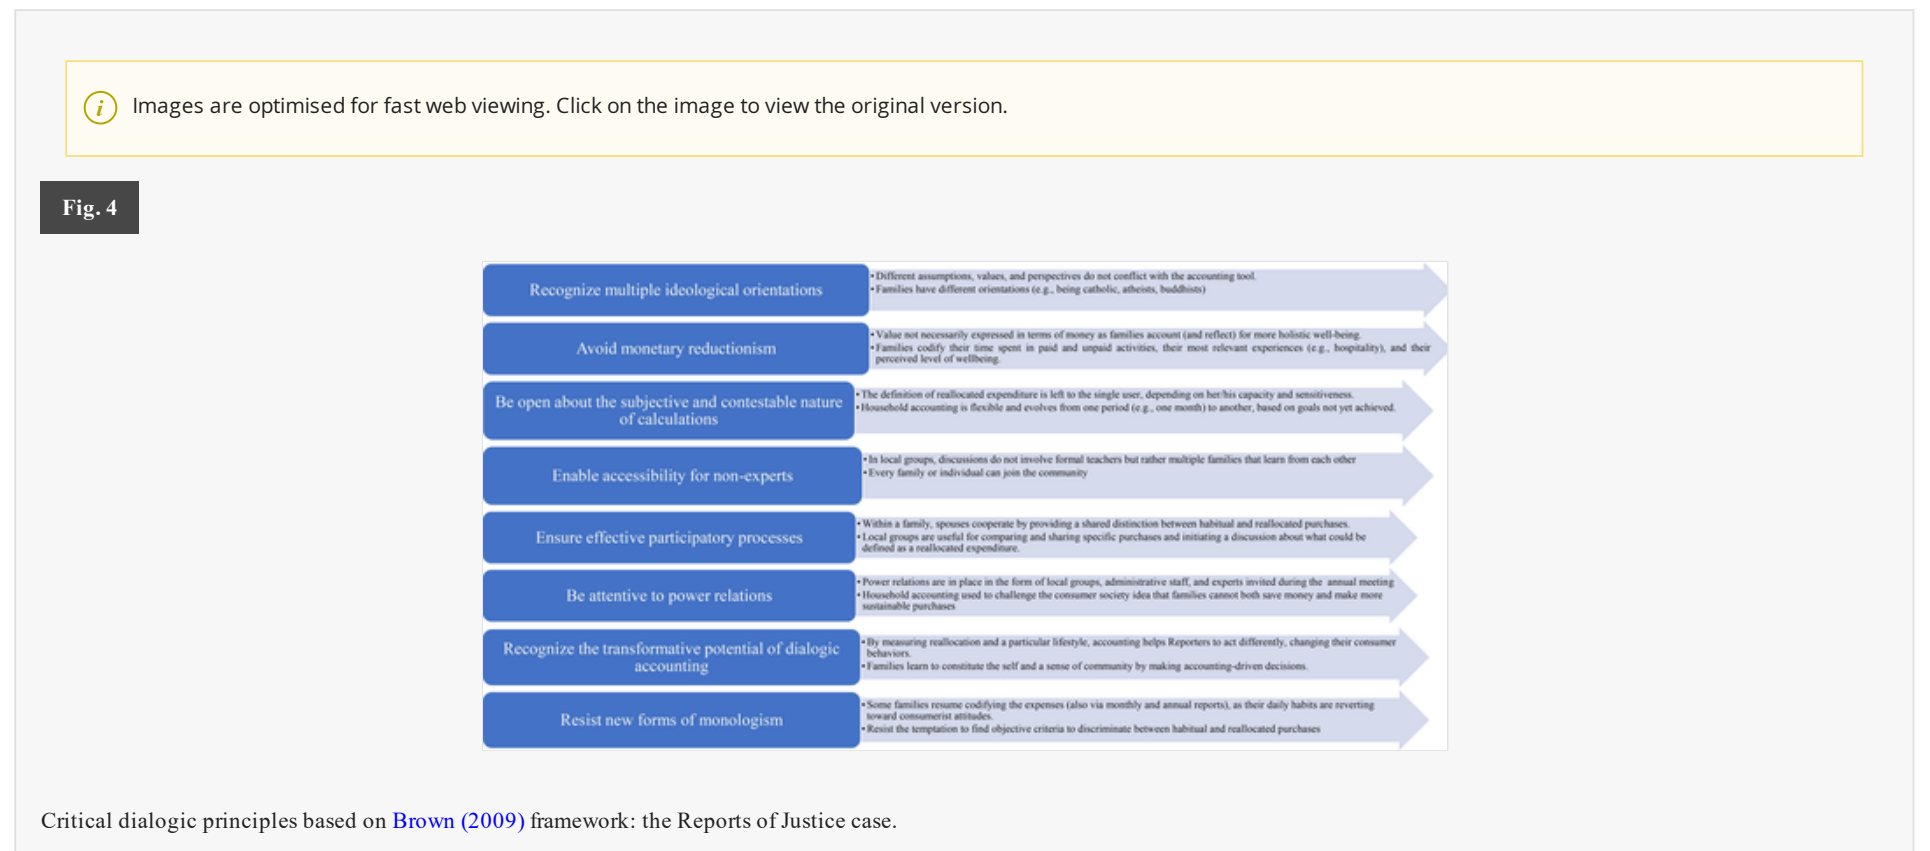 i Images are optimised for fast web viewing. Click on the image to view the original version.
Fig. 4
Recognize multiple ideological orientations
• Different assumptions, values, and perspectives do not conflict with the accounting tool.
• Families have different orientations (e.g., being catholic, atheists, buddhists)
Avoid monetary reductionism
• Value not necessarily expressed in terms of money as families account (and reflect) for more holistic well-being.
• Families codify their time spent in paid and unpaid activities, their most relevant experiences (e.g., hospitality), and their
perceived level of wellbeing.
Be open about the subjective and contestable nature
of calculations
• The definition of reallocated expenditure is left to the single user, depending on her/his capacity and sensitiveness.
• Household accounting is flexible and evolves from one period (e.g., one month) to another, based on goals not yet achieved.
Enable accessibility for non-experts
• In local groups, discussions do not involve formal teachers but rather multiple families that learn from each other
• Every family or individual can join the community
Ensure effective participatory processes
• Within a family, spouses cooperate by providing a shared distinction between habitual and reallocated purchases.
• Local groups are useful for comparing and sharing specific purchases and initiating a discussion about what could be
defined as a reallocated expenditure.
Be attentive to power relations
• Power relations are in place in the form of local groups, administrative staff, and experts invited during the annual meeting
• Household accounting used to challenge the consumer society idea that families cannot both save money and make more
sustainable purchases
Recognize the transformative potential of dialogic
accounting
• By measuring reallocation and a particular lifestyle, accounting helps Reporters to act differently, changing their consumer
behaviors.
• Families learn to constitute the self and a sense of community by making accounting-driven decisions.
Resist new forms of monologism
• Some families resume codifying the expenses (also via monthly and annual reports), as their daily habits are reverting
toward consumerist attitudes.
• Resist the temptation to find objective criteria to discriminate between habitual and reallocated purchases
Critical dialogic principles based on Brown (2009) framework: the Reports of Justice case.